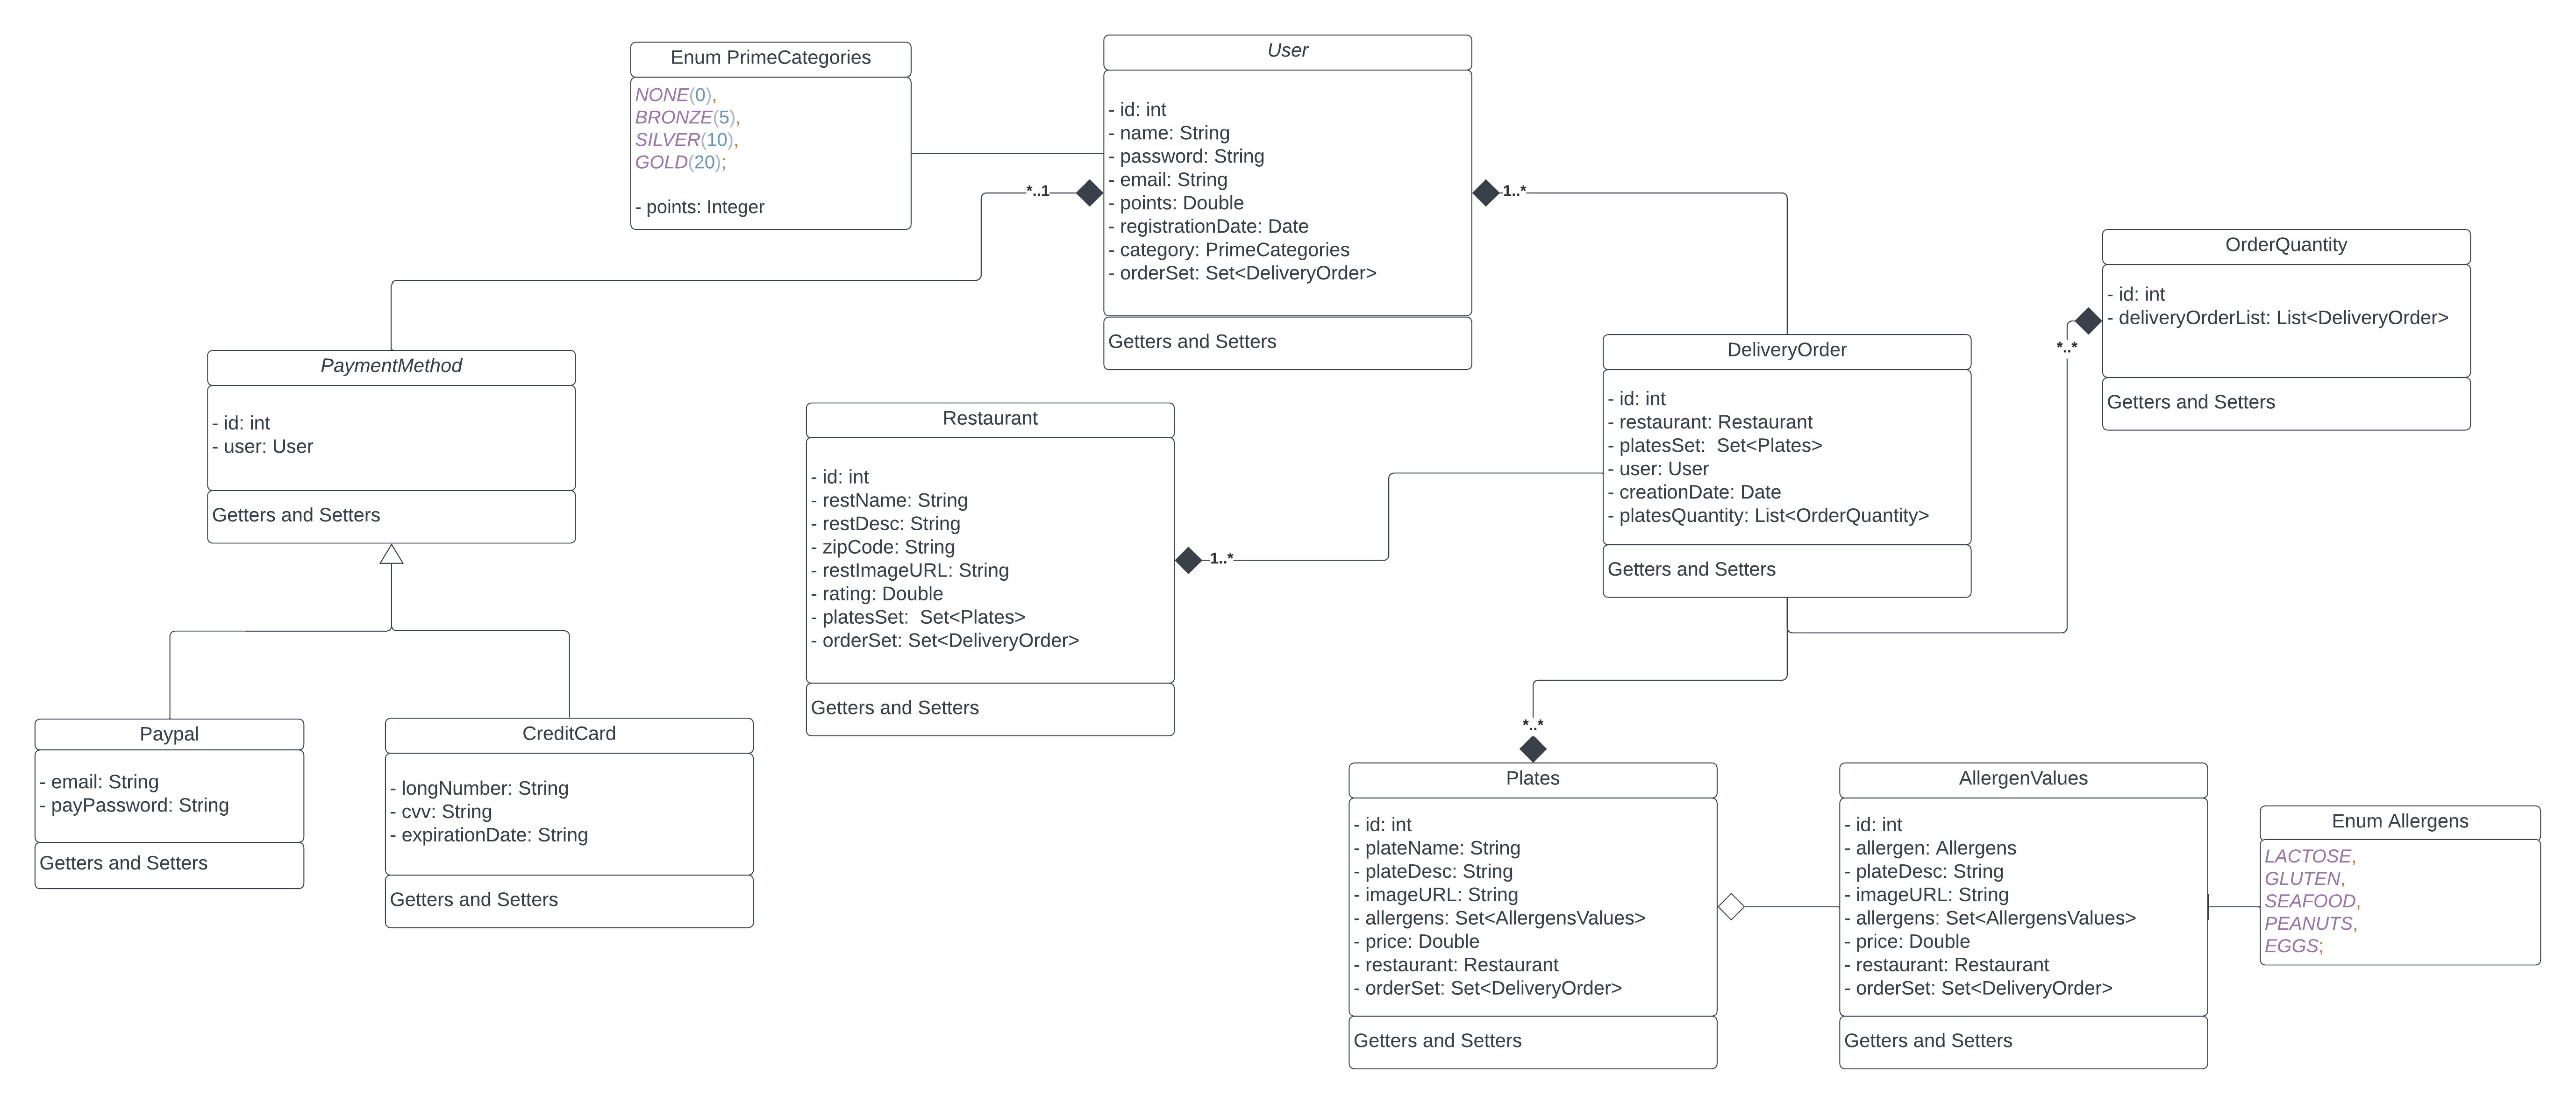 Enum PrimeCategories
NONE(0),
BRONZE(5),
SILVER(10),
GOLD(20);
- points: Integer
User
- id: int
- name: String
- password: String
- email: String
- points: Double
- registrationDate: Date
- category: PrimeCategories
- orderSet: Set<DeliveryOrder>
Getters and Setters
*..1
1..*
OrderQuantity
- id: int
- deliveryOrderList: List<DeliveryOrder>
Getters and Setters
*..*
PaymentMethod
- id: int
- user: User
Getters and Setters
Restaurant
- id: int
- restName: String
- restDesc: String
- zipCode: String
- restImageURL: String
- rating: Double
- platesSet:  Set<Plates>
- orderSet: Set<DeliveryOrder>
Getters and Setters
1..*
DeliveryOrder
- id: int
- restaurant: Restaurant
- platesSet:  Set<Plates>
- user: User
- creationDate: Date
- platesQuantity: List<OrderQuantity>
Getters and Setters
*..*
Paypal
- email: String
- payPassword: String
Getters and Setters
CreditCard
- longNumber: String
- cvv: String
- expirationDate: String
Getters and Setters
Plates
- id: int
- plateName: String
- plateDesc: String
- imageURL: String
- allergens: Set<AllergensValues>
- price: Double
- restaurant: Restaurant
- orderSet: Set<DeliveryOrder>
Getters and Setters
AllergenValues
- id: int
- allergen: Allergens
- plateDesc: String
- imageURL: String
- allergens: Set<AllergensValues>
- price: Double
- restaurant: Restaurant
- orderSet: Set<DeliveryOrder>
Getters and Setters
Enum Allergens
LACTOSE,
GLUTEN,
SEAFOOD,
PEANUTS,
EGGS;